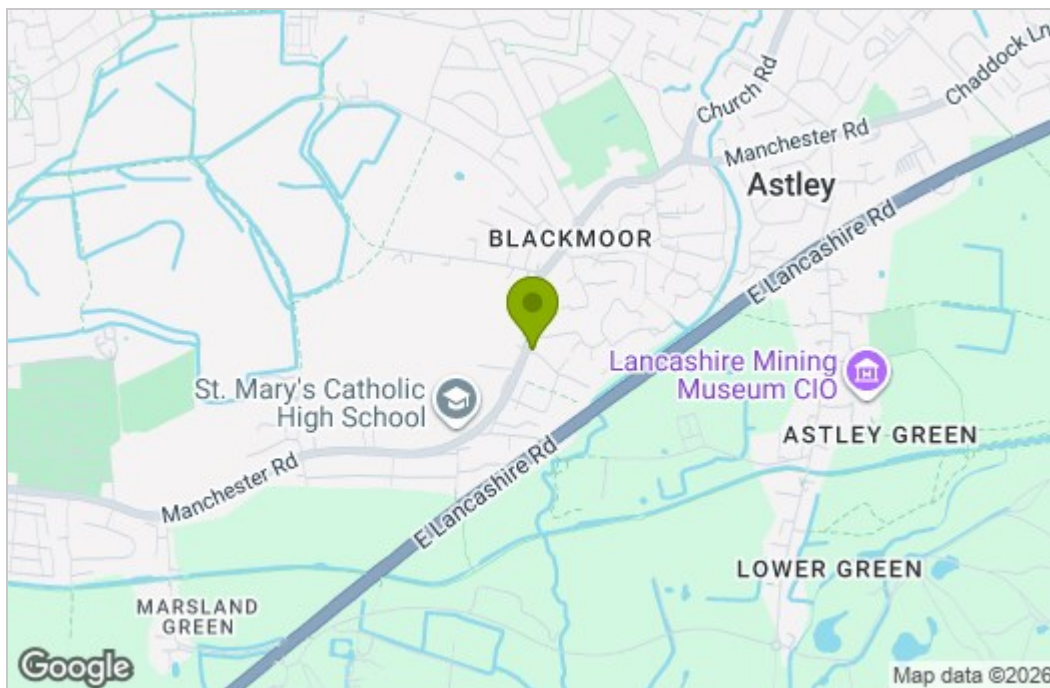 Chaddock Ln
Church Rd
Manchester Rd
Astley
E Lancashire Rd
BLACKMOOR
Lancashire Mining
Museum CIO
St. Mary's Catholic
High School
ASTLEY GREEN
Manchester Rd
E Lancashire Rd
LOWER GREEN
MARSLAND
GREEN
Google
Map data ©2026